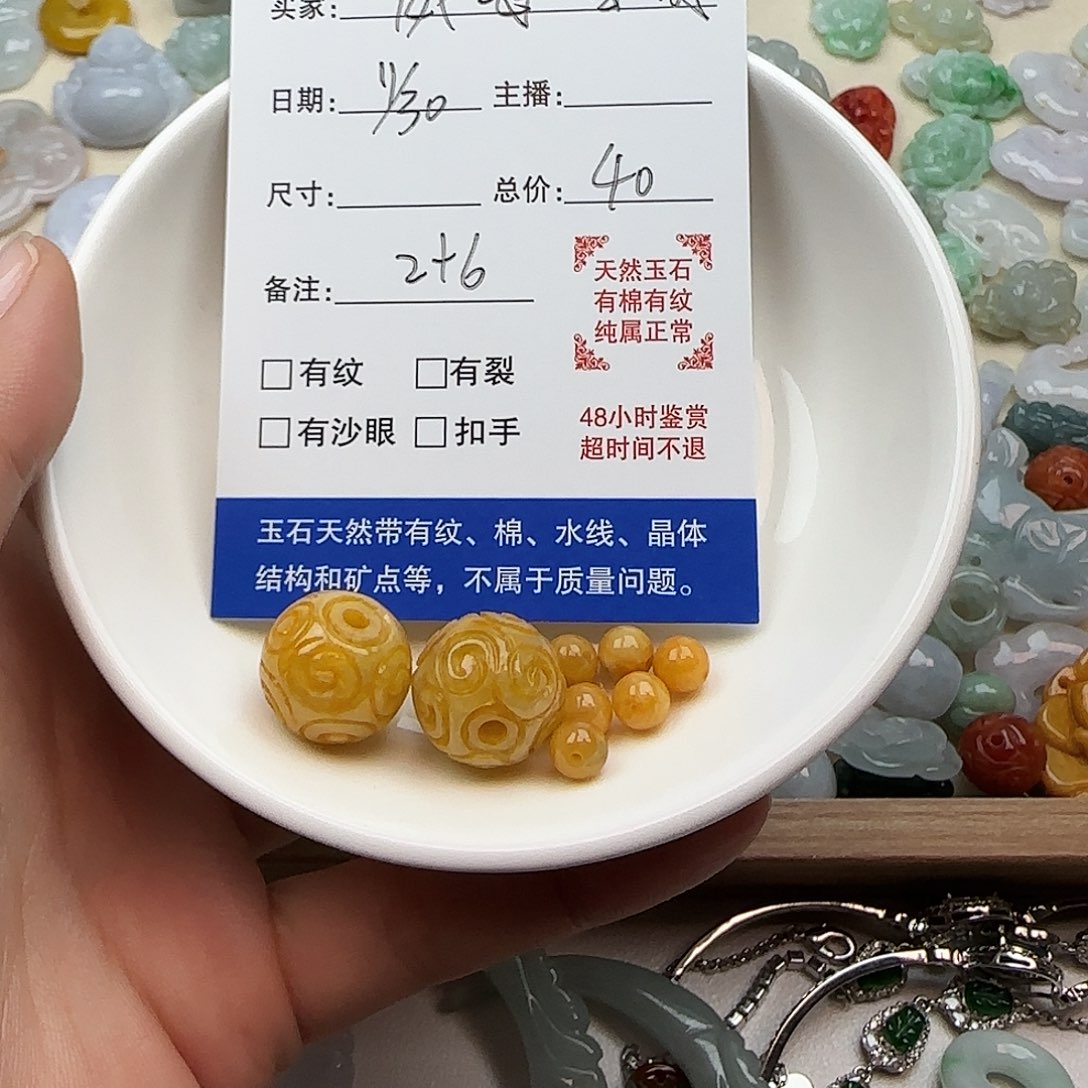 买家:
日期: 11/30 主播:
尺寸: 总价: 40
备注: 2+6
天然玉石
有棉有纹
纯属正常
□有纹 □有裂
□有沙眼 □扣手
48小时鉴赏
超时间不退
玉石天然带有纹、棉、水线、晶体
结构和矿点等，不属于质量问题。